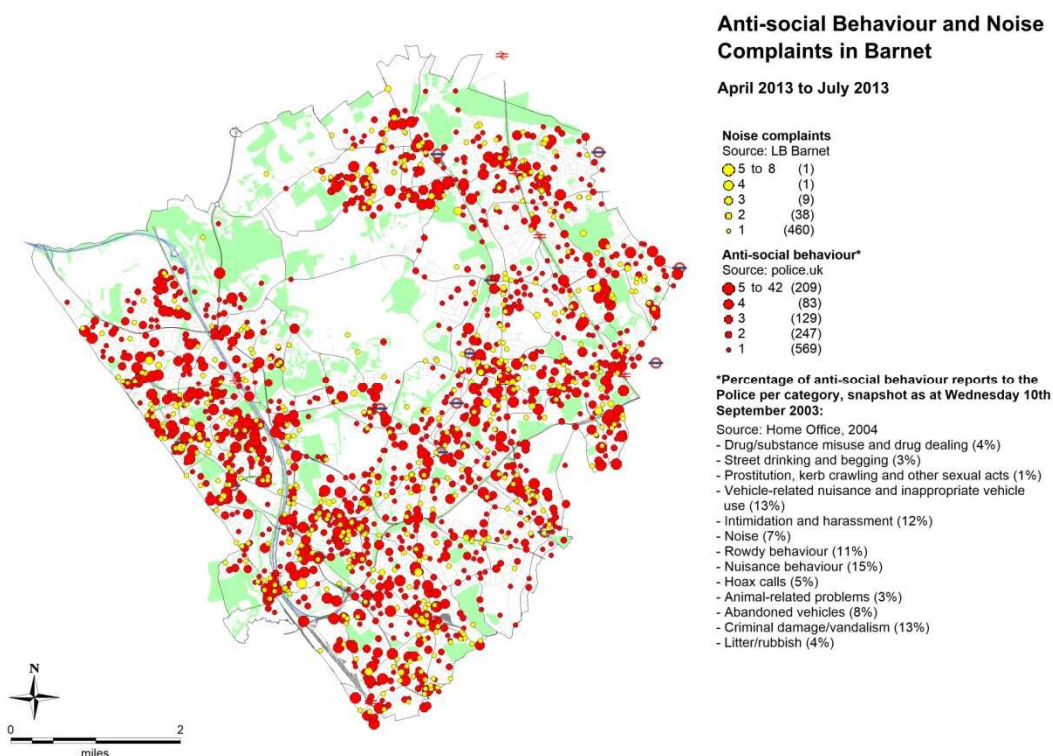 Anti-social Behaviour and Noise
Complaints in Barnet
April 2013 to July 2013
Noise complaints
Source: LB Barnet
5 to 8 (1)
4 (1)
3 (9)
2 (38)
1 (460)
Anti-social behaviour*
Source: police.uk
5 to 42 (209)
4 (83)
3 (129)
2 (247)
1 (569)
*Percentage of anti-social behaviour reports to the
Police per category, snapshot as at Wednesday 10th
September 2003:
Source: Home Office, 2004
- Drug/substance misuse and drug dealing (4%)
- Street drinking and begging (3%)
- Prostitution, kerb crawling and other sexual acts (1%)
- Vehicle-related nuisance and inappropriate vehicle
use (13%)
- Intimidation and harassment (12%)
- Noise (7%)
- Rowdy behaviour (11%)
- Nuisance behaviour (15%)
- Hoax calls (5%)
- Animal-related problems (3%)
- Abandoned vehicles (8%)
- Criminal damage/vandalism (13%)
- Litter/rubbish (4%)
N
0 2
miles